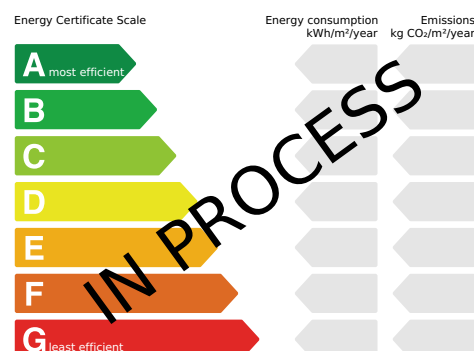 Energy Certificate Scale
Energy consumption
kWh/m²/year
Emissions
kg CO₂/m²/year
A most efficient
B
C
D
E
F
G least efficient
IN PROCESS